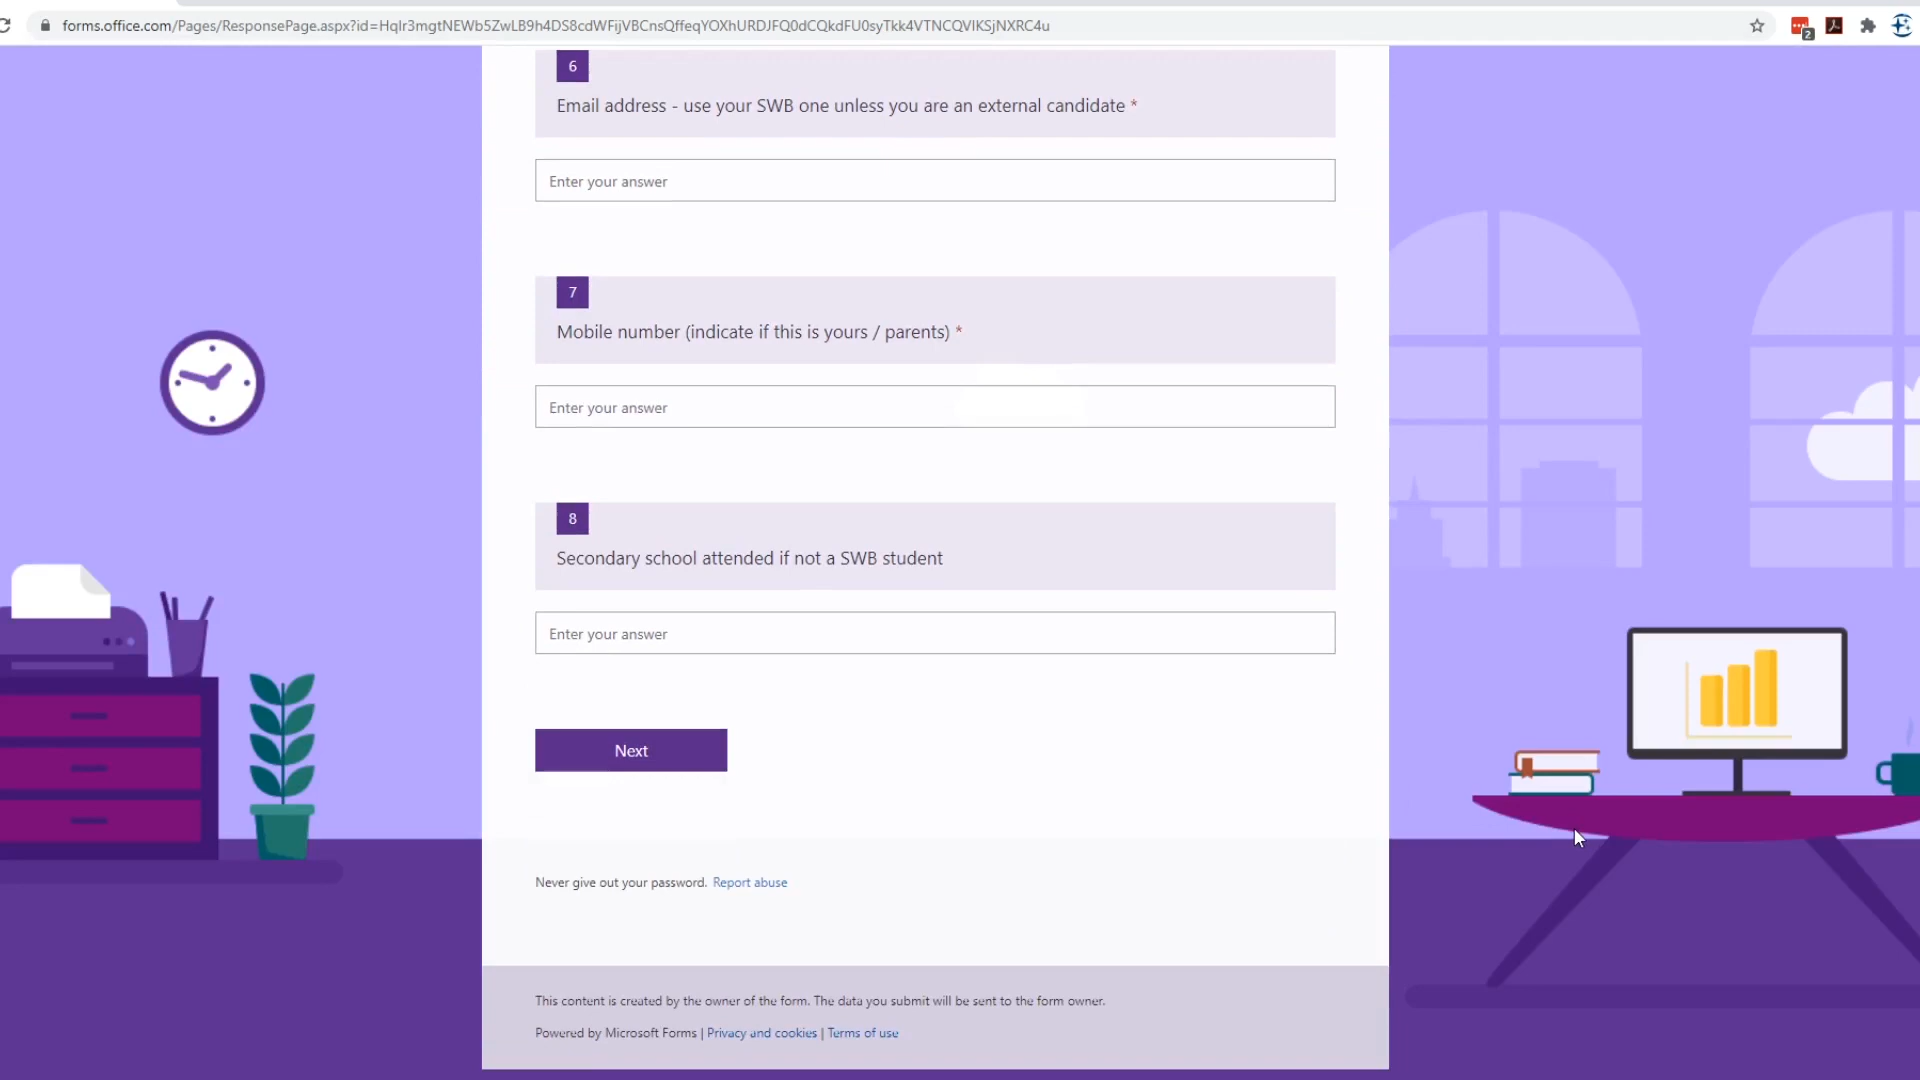 forms.office.com/Pages/ResponsePage.aspx?id=Hqlr3mgtNEWb5ZwLB9h4DS8cdWFijVBCnsQffeqYOXhURDJFQ0dCQkdFU0syTkk4VTNCQVlKSjNXRC4u
2
6
Email address - use your SWB one unless you are an external candidate *
Enter your answer
7
Mobile number (indicate if this is yours / parents) *
Enter your answer
8
Secondary school attended if not a SWB student
Enter your answer
Next
Never give out your password. Report abuse
This content is created by the owner of the form. The data you submit will be sent to the form owner.
Powered by Microsoft Forms | Privacy and cookies | Terms of use